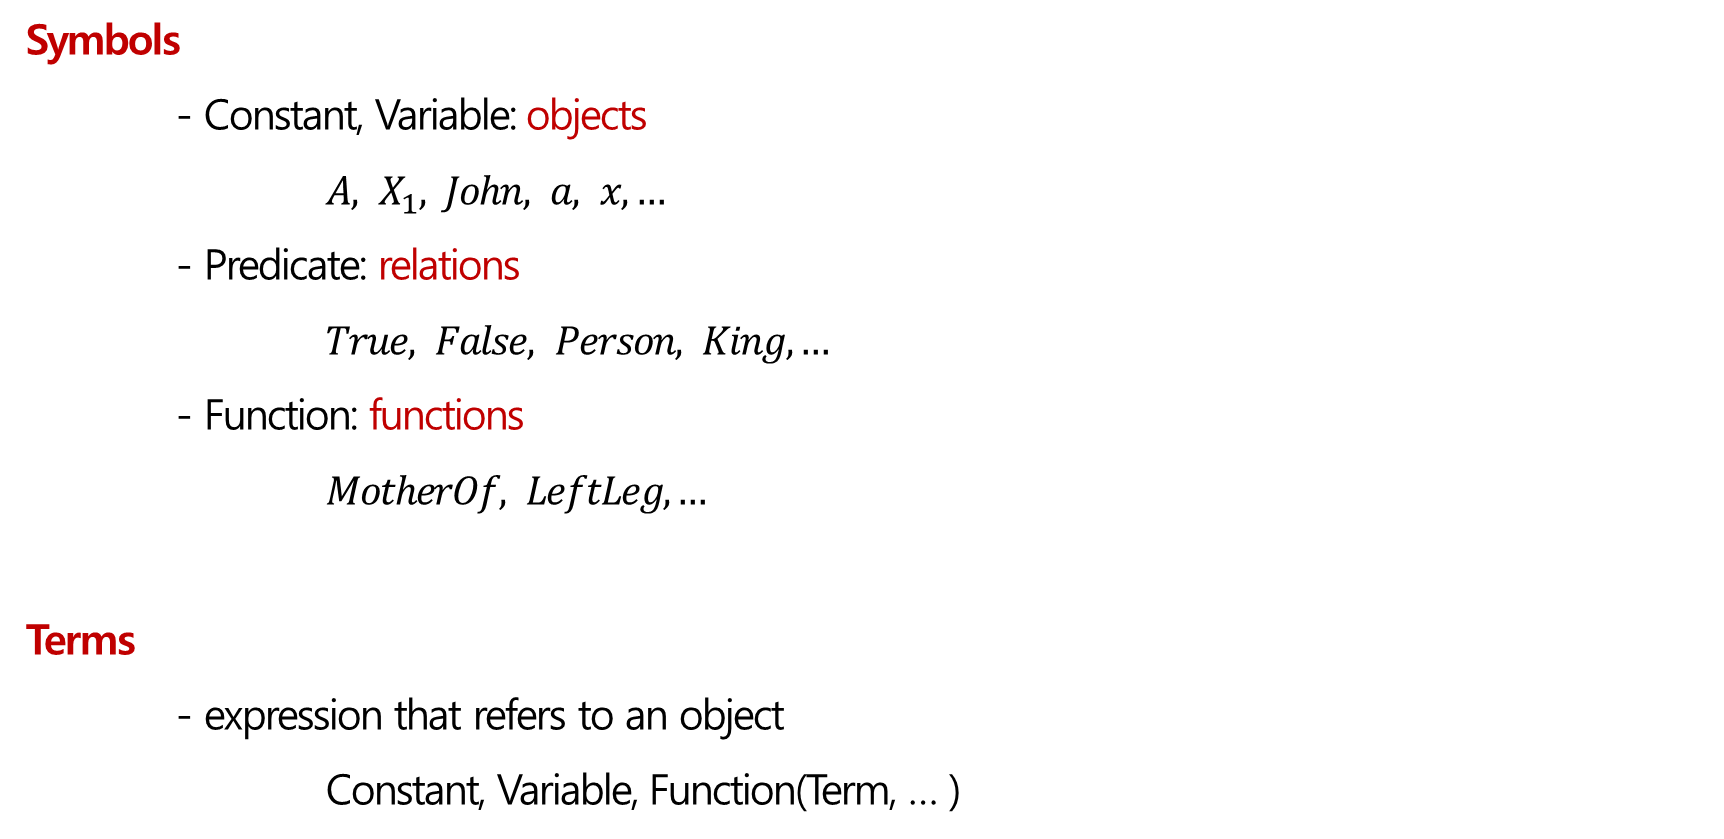 Symbols
- Constant, Variable: objects
A, X₁, John, a, x, …
- Predicate: relations
True, False, Person, King, …
- Function: functions
MotherOf, LeftLeg, …
Terms
- expression that refers to an object
Constant, Variable, Function(Term, … )